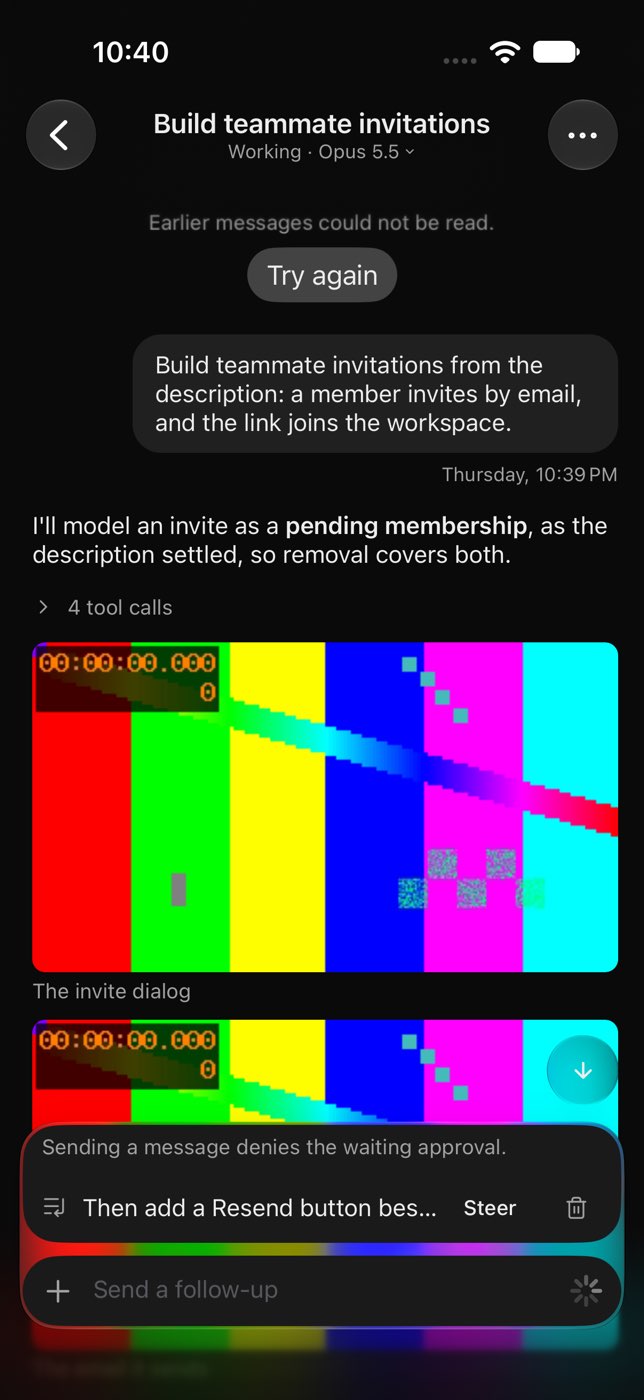 10:40
Build teammate invitations
Working · Opus 5.5
Earlier messages could not be read.
Try again
Build teammate invitations from the
description: a member invites by email,
and the link joins the workspace.
Thursday, 10:39 PM
I'll model an invite as a pending membership, as the
description settled, so removal covers both.
4 tool calls
00:00:00.000
0
The invite dialog
00:00:00.000
0
Sending a message denies the waiting approval.
Then add a Resend button bes...
Steer
Send a follow-up